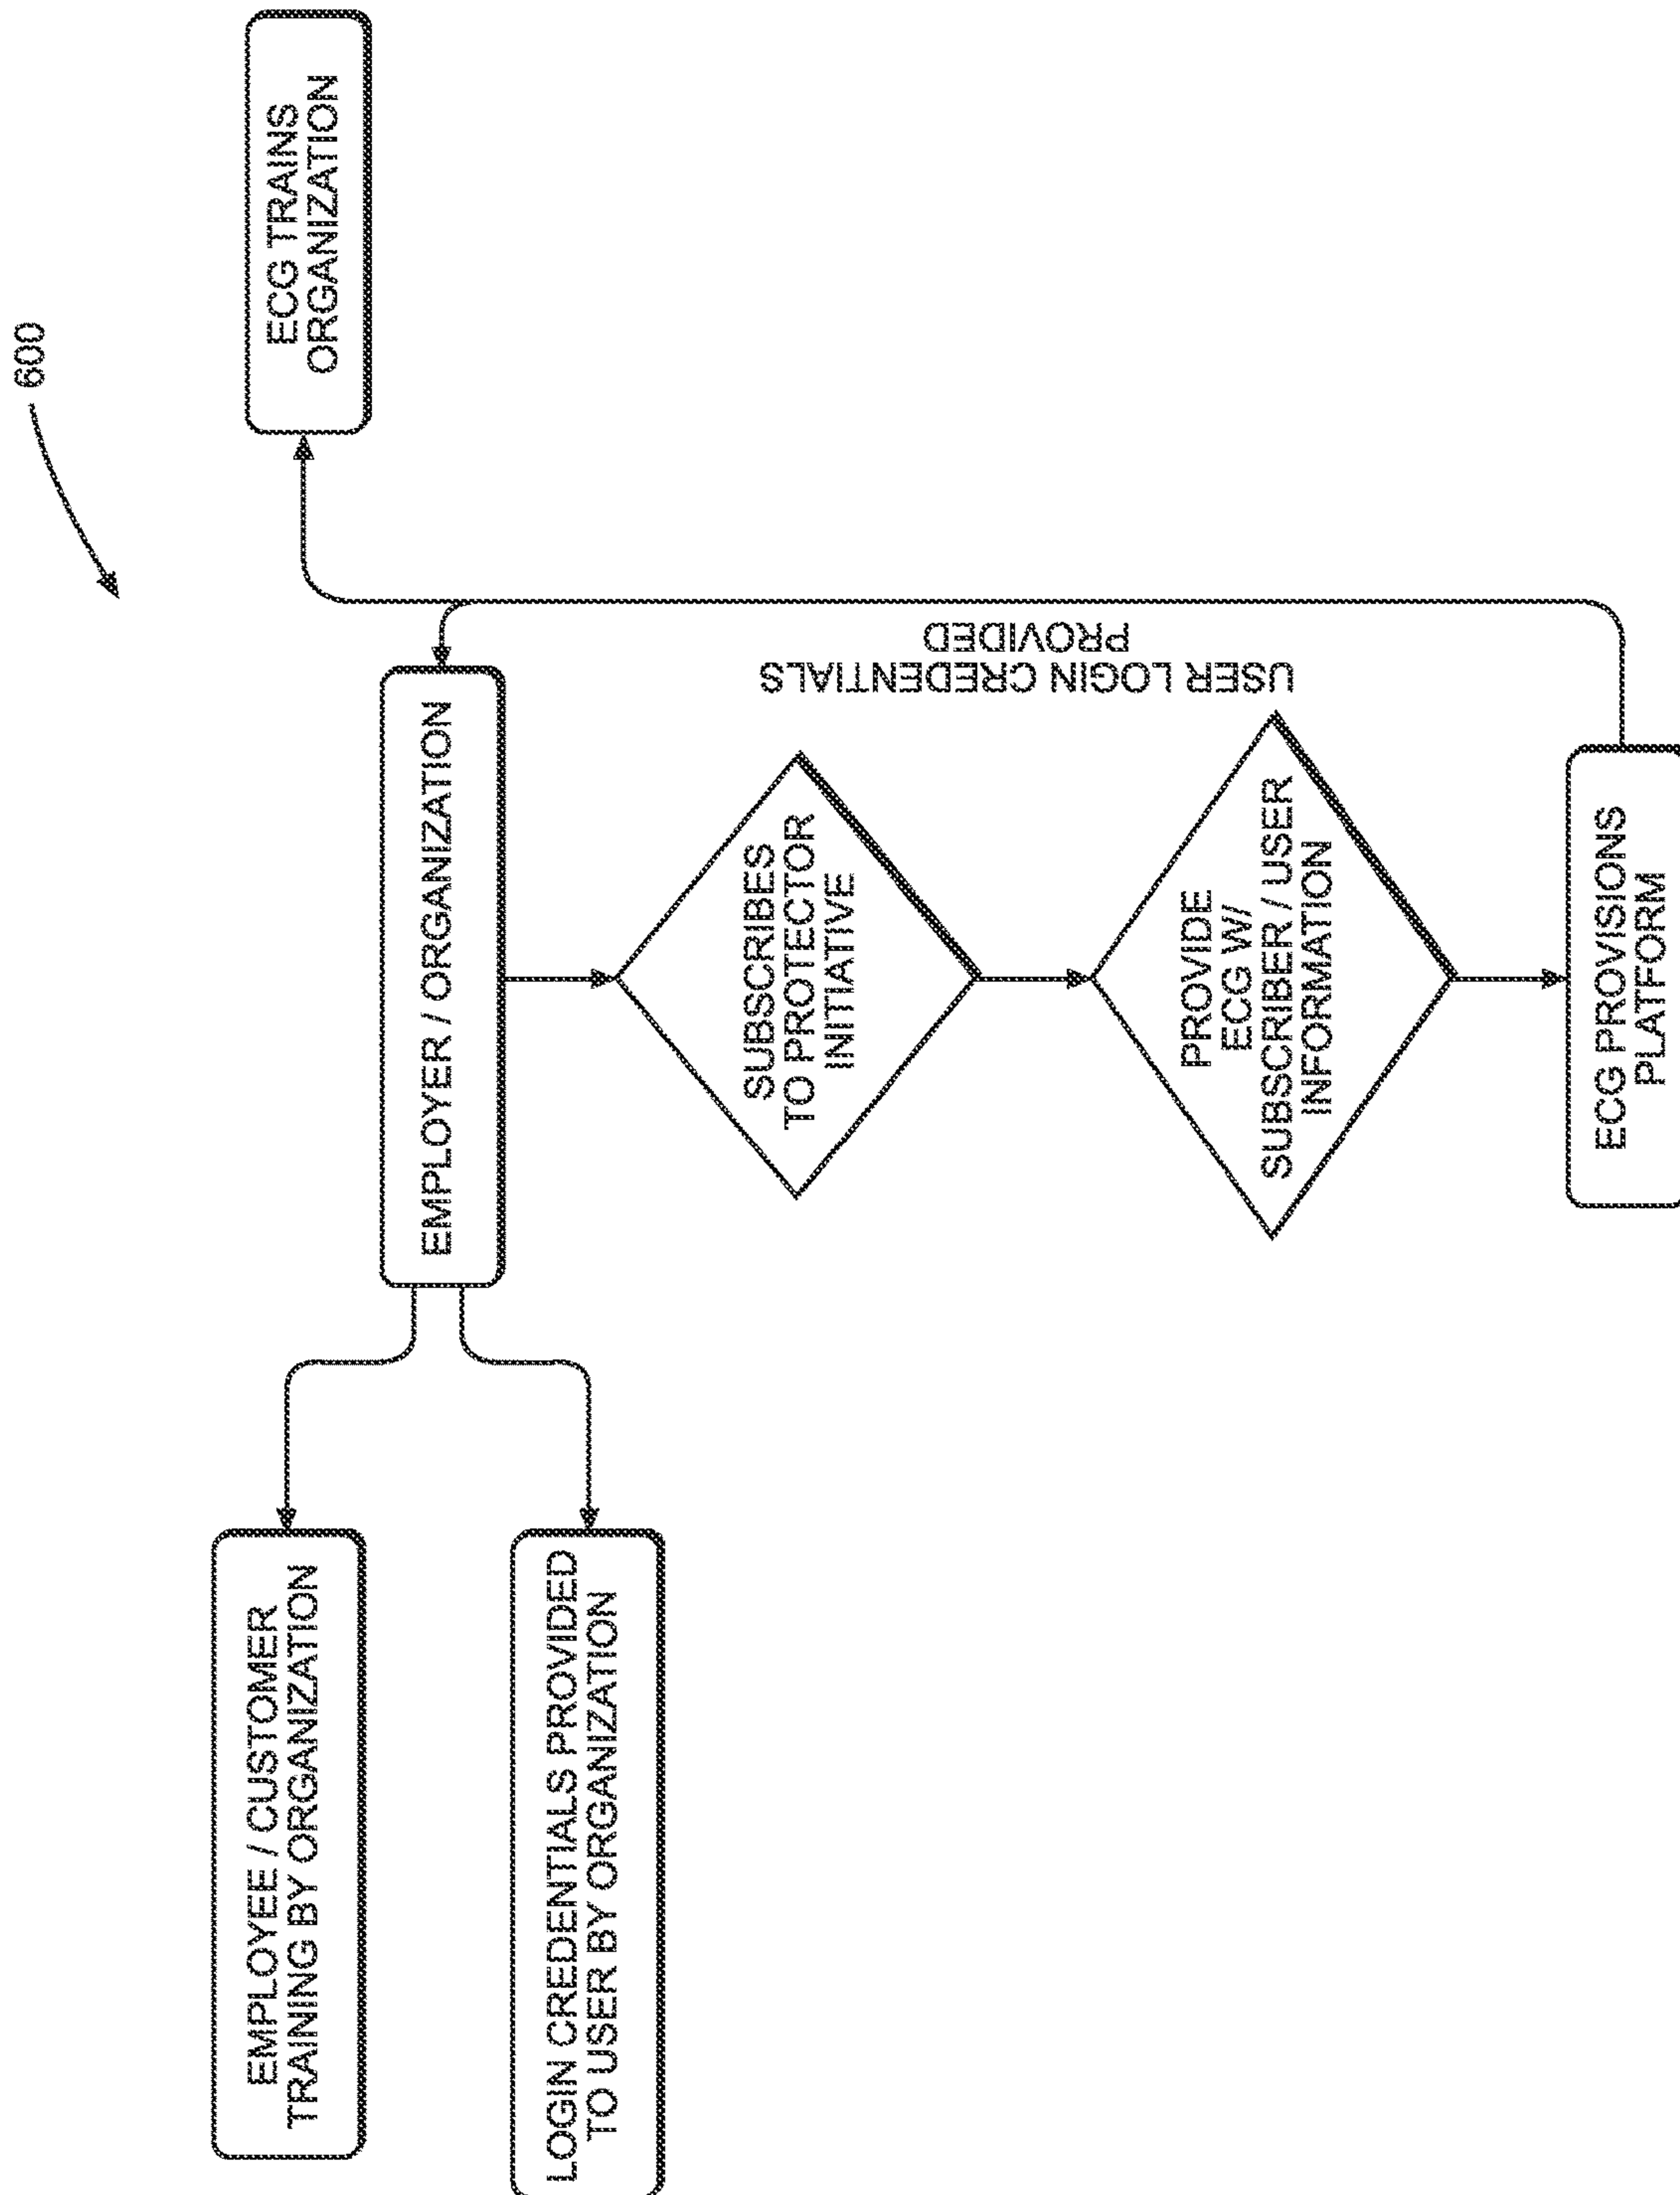 600
EMPLOYEE / CUSTOMER
TRAINING BY ORGANIZATION
LOGIN CREDENTIALS PROVIDED
TO USER BY ORGANIZATION
EMPLOYER / ORGANIZATION
ECG TRAINS
ORGANIZATION
SUBSCRIBES
TO PROTECTOR
INITIATIVE
USER LOGIN CREDENTIALS
PROVIDED
PROVIDE
ECG W/
SUBSCRIBER / USER
INFORMATION
ECG PROVISIONS
PLATFORM